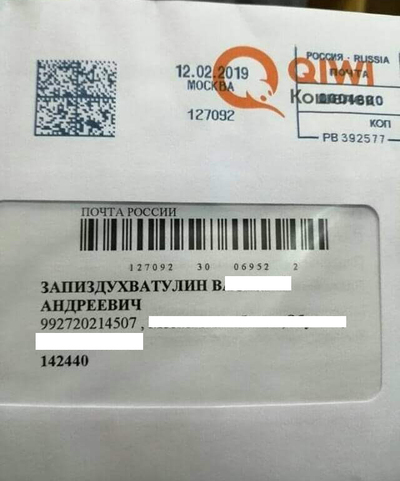 12.02.2019
МОСКВА
127092
QIWI
РОССИЯ · RUSSIA
ПОЧТА
КОП
РВ 392577
ПОЧТА РОССИИ
127092 30 06952 2
ЗАПИЗДУХВАТУЛИН В
АНДРЕЕВИЧ
992720214507 ,
142440